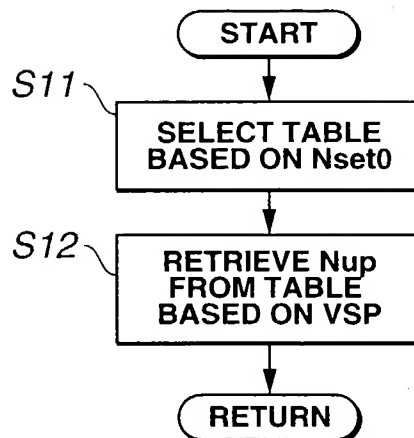 START
S11
SELECT TABLE
BASED ON Nset0
S12
RETRIEVE Nup
FROM TABLE
BASED ON VSP
RETURN